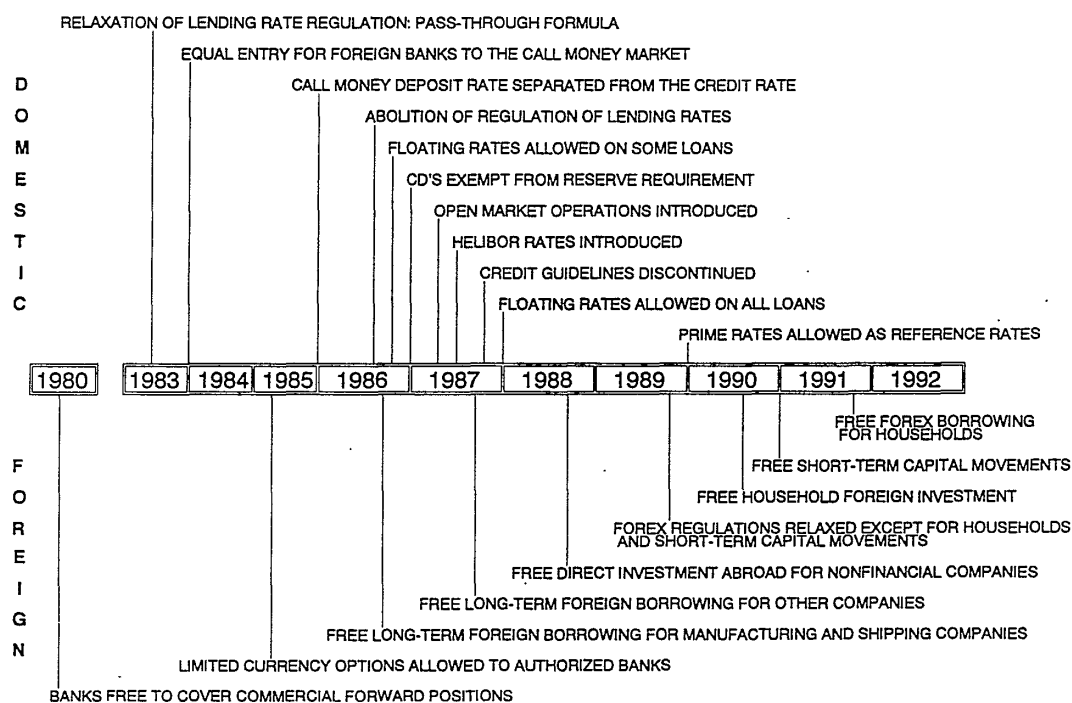 RELAXATION OF LENDING RATE REGULATION: PASS-THROUGH FORMULA
EQUAL ENTRY FOR FOREIGN BANKS TO THE CALL MONEY MARKET
CALL MONEY DEPOSIT RATE SEPARATED FROM THE CREDIT RATE
ABOLITION OF REGULATION OF LENDING RATES
FLOATING RATES ALLOWED ON SOME LOANS
CD'S EXEMPT FROM RESERVE REQUIREMENT
OPEN MARKET OPERATIONS INTRODUCED
HELIBOR RATES INTRODUCED
CREDIT GUIDELINES DISCONTINUED
FLOATING RATES ALLOWED ON ALL LOANS
PRIME RATES ALLOWED AS REFERENCE RATES
DOMESTIC
1980 1983 1984 1985 1986 1987 1988 1989 1990 1991 1992
FREE FOREX BORROWING
FOR HOUSEHOLDS
FREE SHORT-TERM CAPITAL MOVEMENTS
FREE HOUSEHOLD FOREIGN INVESTMENT
FOREX REGULATIONS RELAXED EXCEPT FOR HOUSEHOLDS
AND SHORT-TERM CAPITAL MOVEMENTS
FREE DIRECT INVESTMENT ABROAD FOR NONFINANCIAL COMPANIES
FREE LONG-TERM FOREIGN BORROWING FOR OTHER COMPANIES
FREE LONG-TERM FOREIGN BORROWING FOR MANUFACTURING AND SHIPPING COMPANIES
LIMITED CURRENCY OPTIONS ALLOWED TO AUTHORIZED BANKS
BANKS FREE TO COVER COMMERCIAL FORWARD POSITIONS
FOREIGN